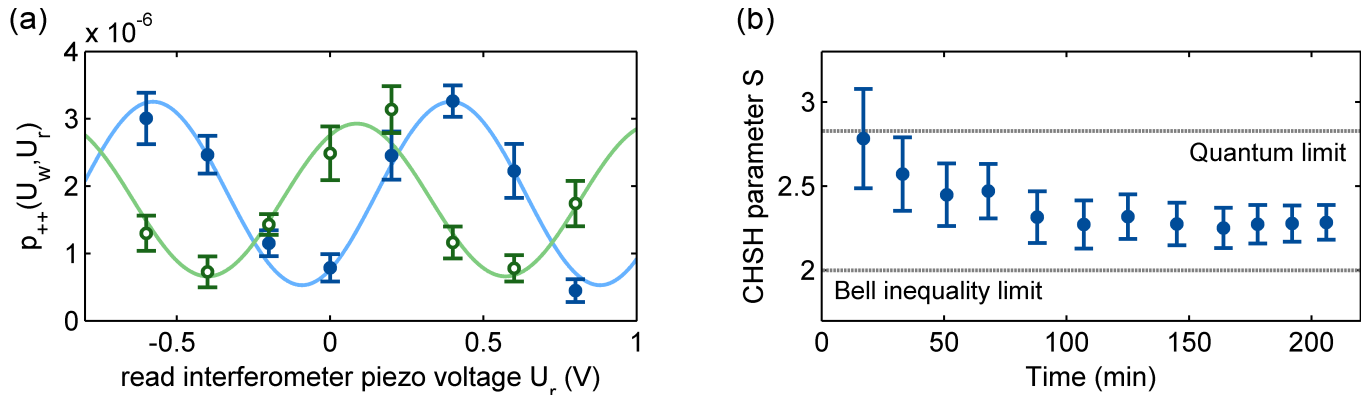 (a)
x 10⁻⁶
4
3
2
1
0
p₊₊(U_w,U_r)
-0.5 0 0.5 1
read interferometer piezo voltage U_r (V)
(b)
3
2.5
2
CHSH parameter S
Quantum limit
Bell inequality limit
0 50 100 150 200
Time (min)